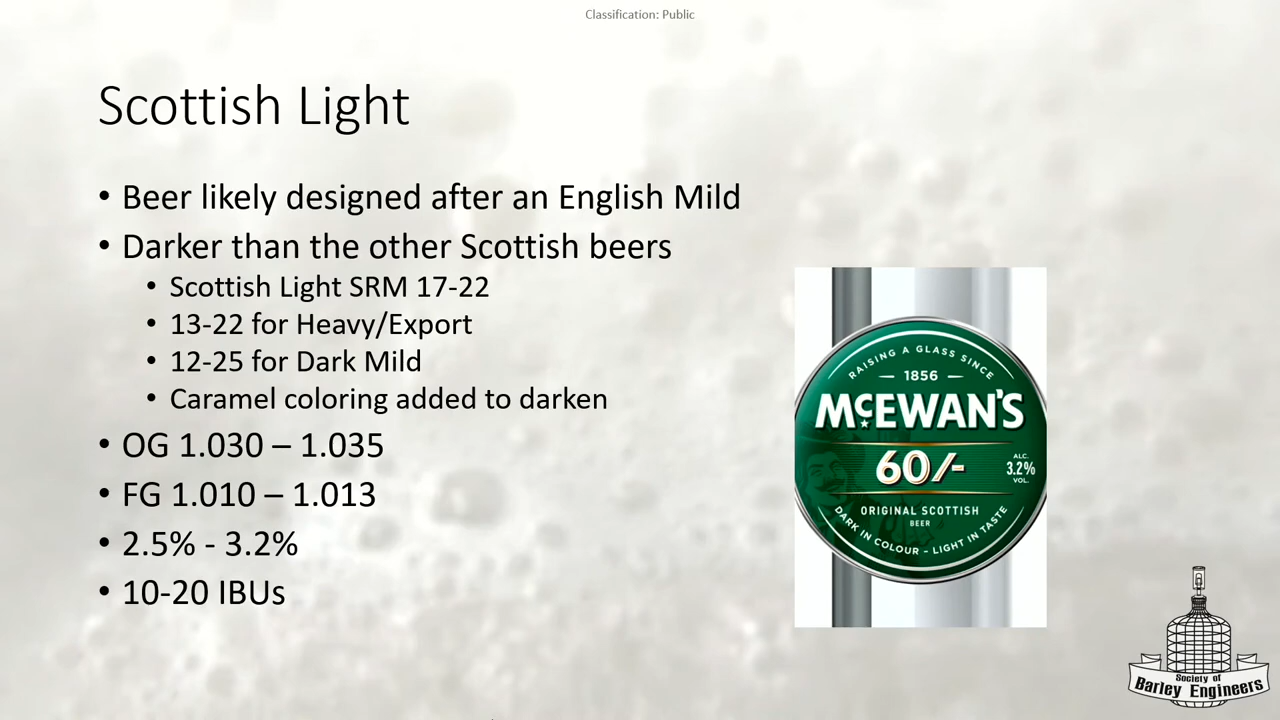 Classification: Public
Scottish Light
• Beer likely designed after an English Mild
• Darker than the other Scottish beers
• Scottish Light SRM 17-22
• 13-22 for Heavy/Export
• 12-25 for Dark Mild
• Caramel coloring added to darken
• OG 1.030 – 1.035
• FG 1.010 – 1.013
• 2.5% - 3.2%
• 10-20 IBUs
RAISING A GLASS SINCE
— 1856 —
McEWAN'S
60/-
ALC.
3.2%
VOL.
ORIGINAL SCOTTISH
BEER
DARK IN COLOUR - LIGHT IN TASTE
Society of
Barley Engineers